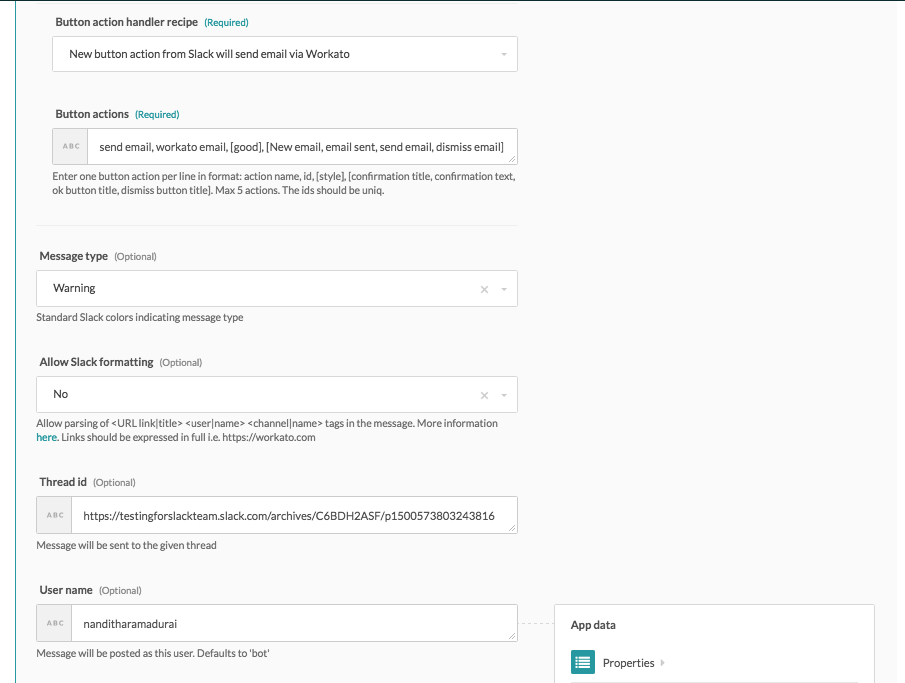 Button action handler recipe (Required)
New button action from Slack will send email via Workato
Button actions (Required)
ABC send email, workato email, [good], [New email, email sent, send email, dismiss email]
Enter one button action per line in format: action name, id, [style], [confirmation title, confirmation text,
ok button title, dismiss button title]. Max 5 actions. The ids should be uniq.
Message type (Optional)
Warning
Standard Slack colors indicating message type
Allow Slack formatting (Optional)
No
Allow parsing of <URL link|title> <user|name> <channel|name> tags in the message. More information
here. Links should be expressed in full i.e. https://workato.com
Thread id (Optional)
ABC https://testingforslackteam.slack.com/archives/C6BDH2ASF/p1500573803243816
Message will be sent to the given thread
User name (Optional)
ABC nanditharamadurai
App data
Message will be posted as this user. Defaults to 'bot'
Properties